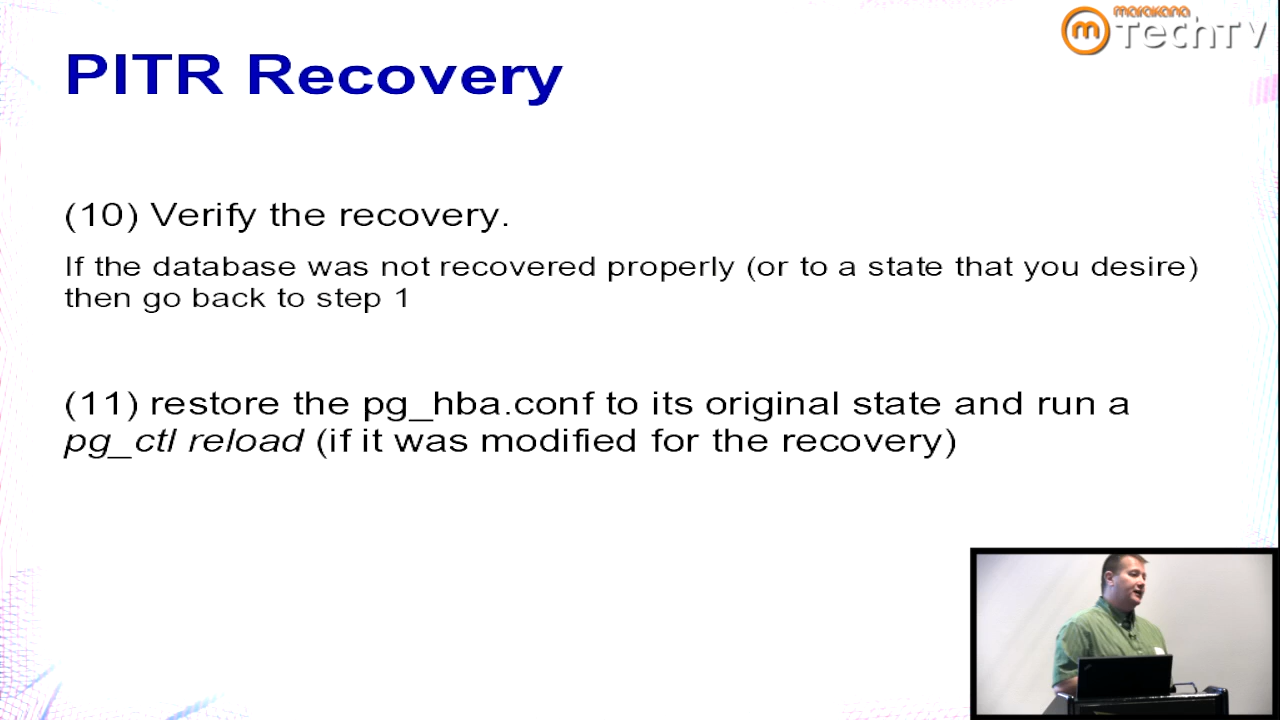 marakana
TechTV
PITR Recovery
(10) Verify the recovery.
If the database was not recovered properly (or to a state that you desire)
then go back to step 1
(11) restore the pg_hba.conf to its original state and run a
pg_ctl reload (if it was modified for the recovery)